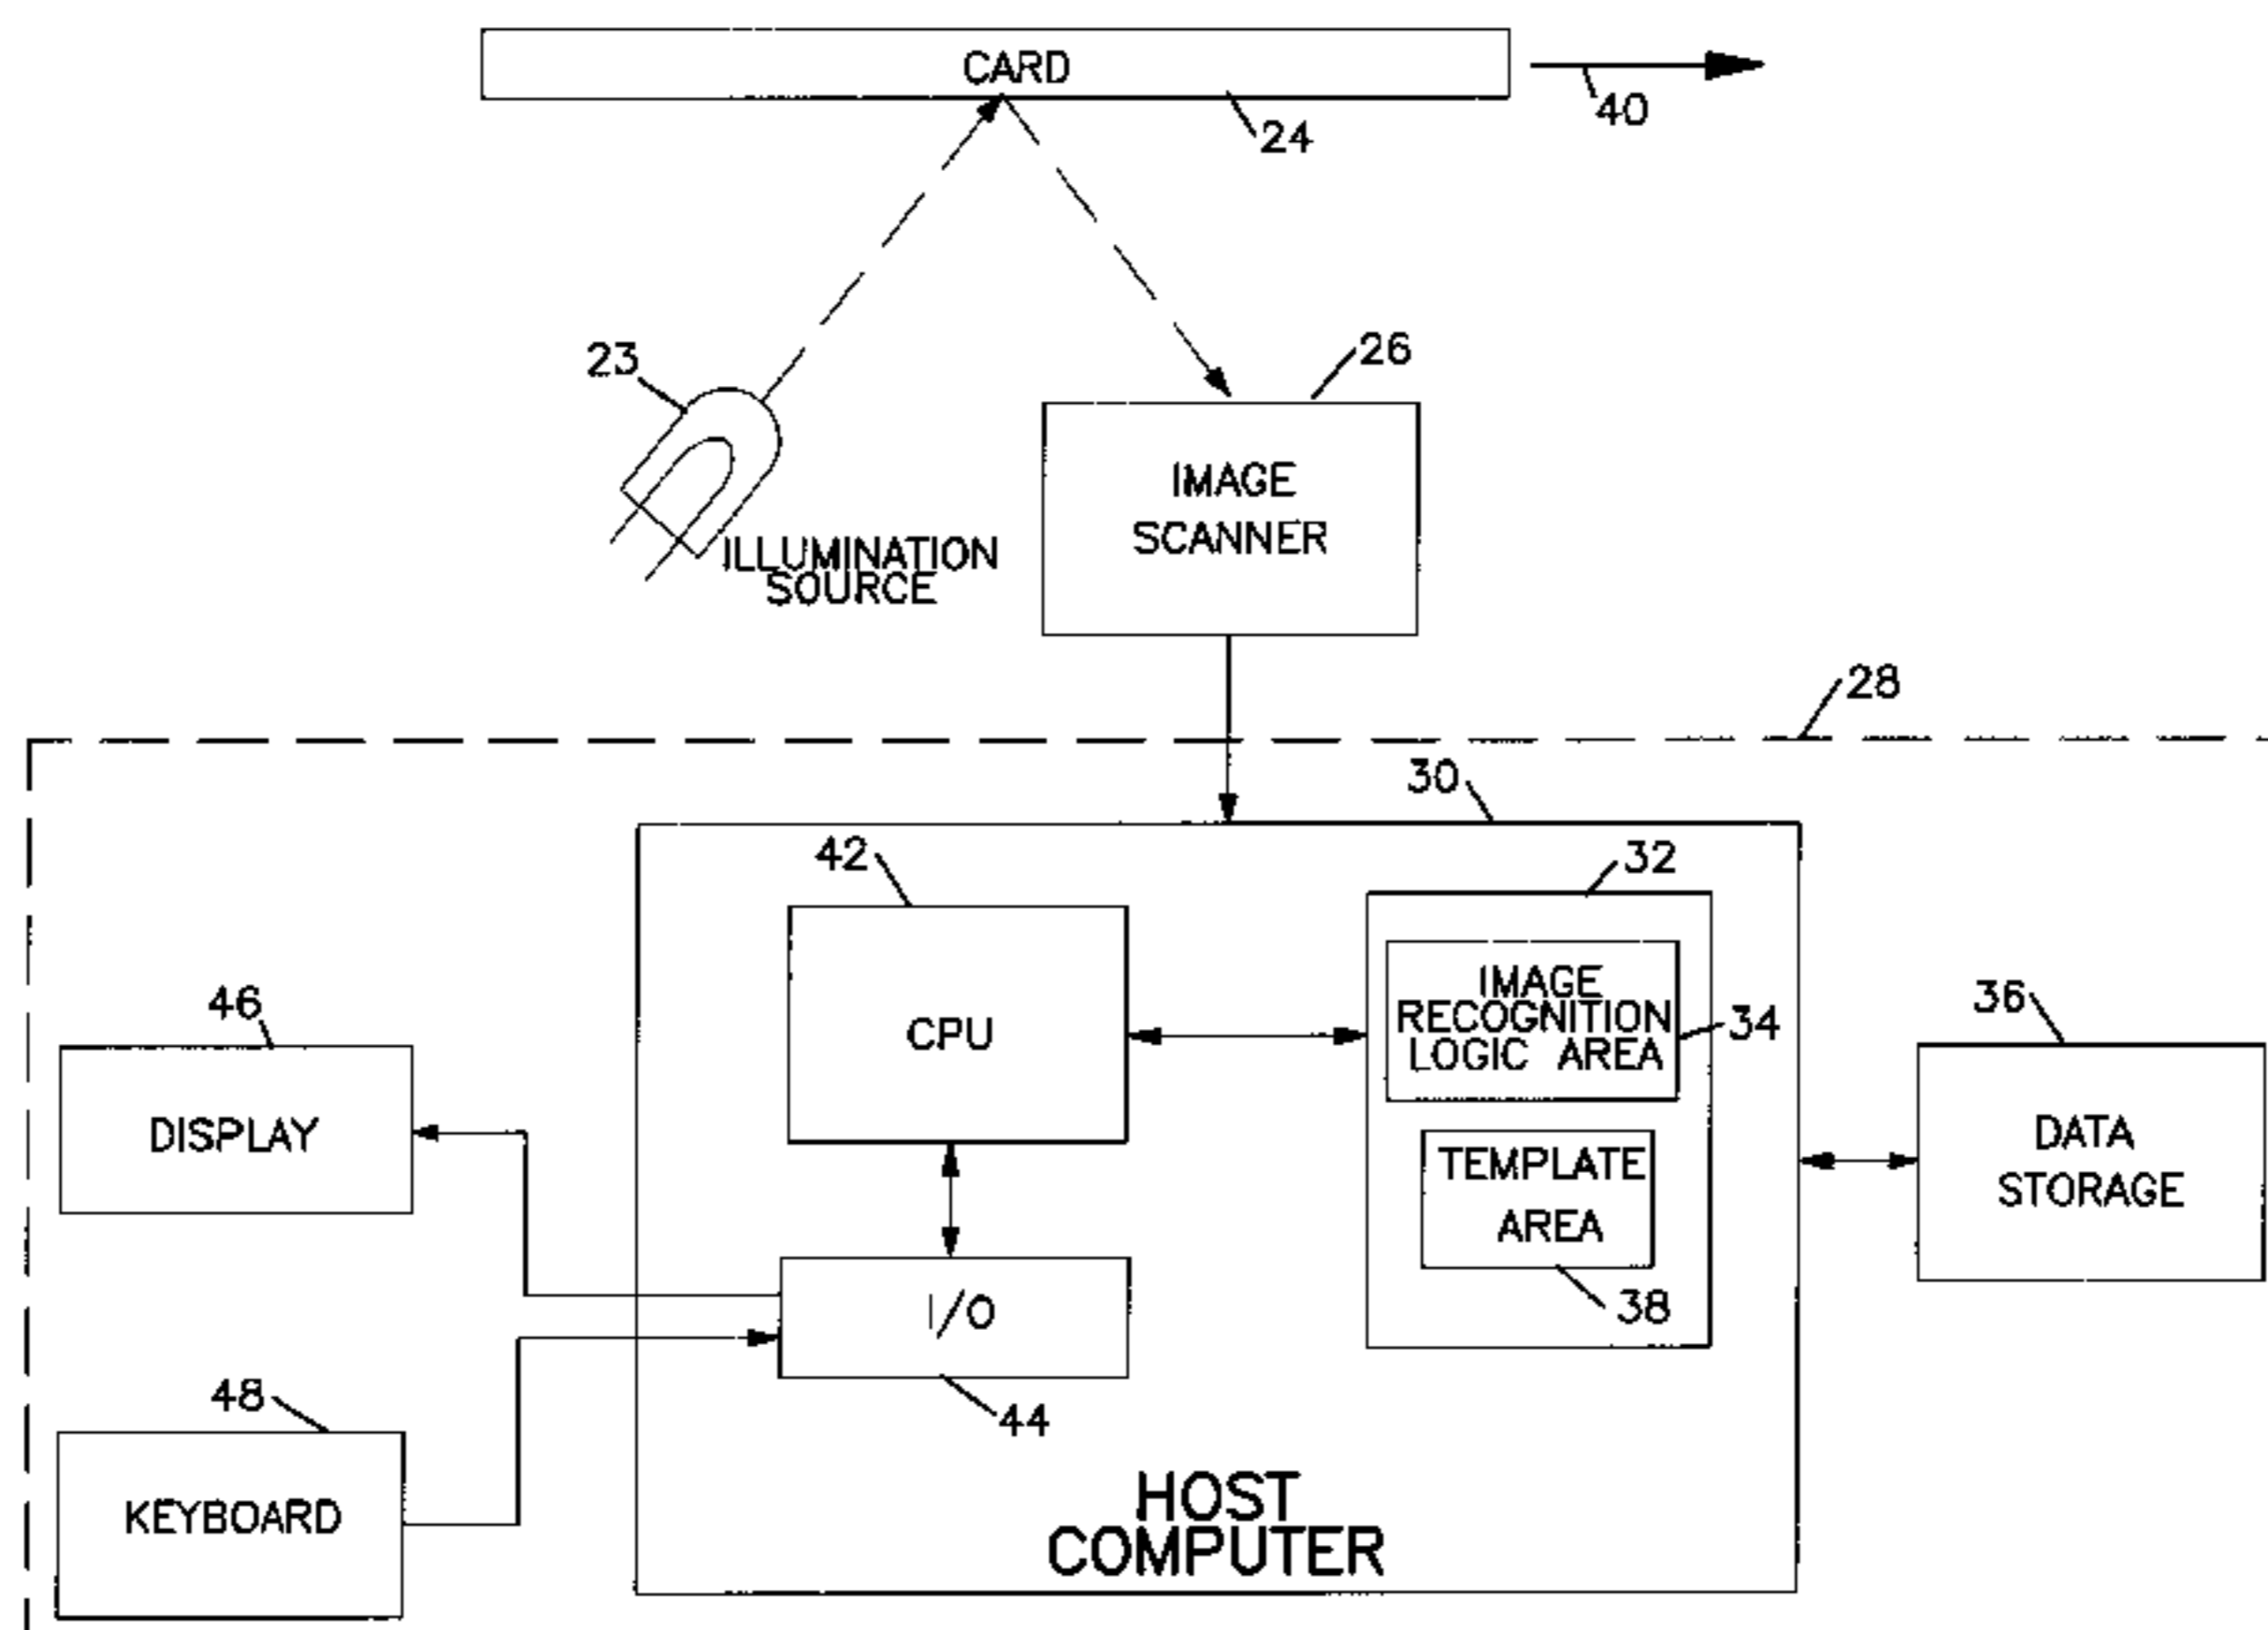 CARD
40
24
23
26
IMAGE
SCANNER
ILLUMINATION
SOURCE
28
30
42
32
IMAGE
RECOGNITION
LOGIC AREA
34
46
36
CPU
DISPLAY
DATA
STORAGE
TEMPLATE
AREA
38
I/O
44
48
KEYBOARD
HOST
COMPUTER